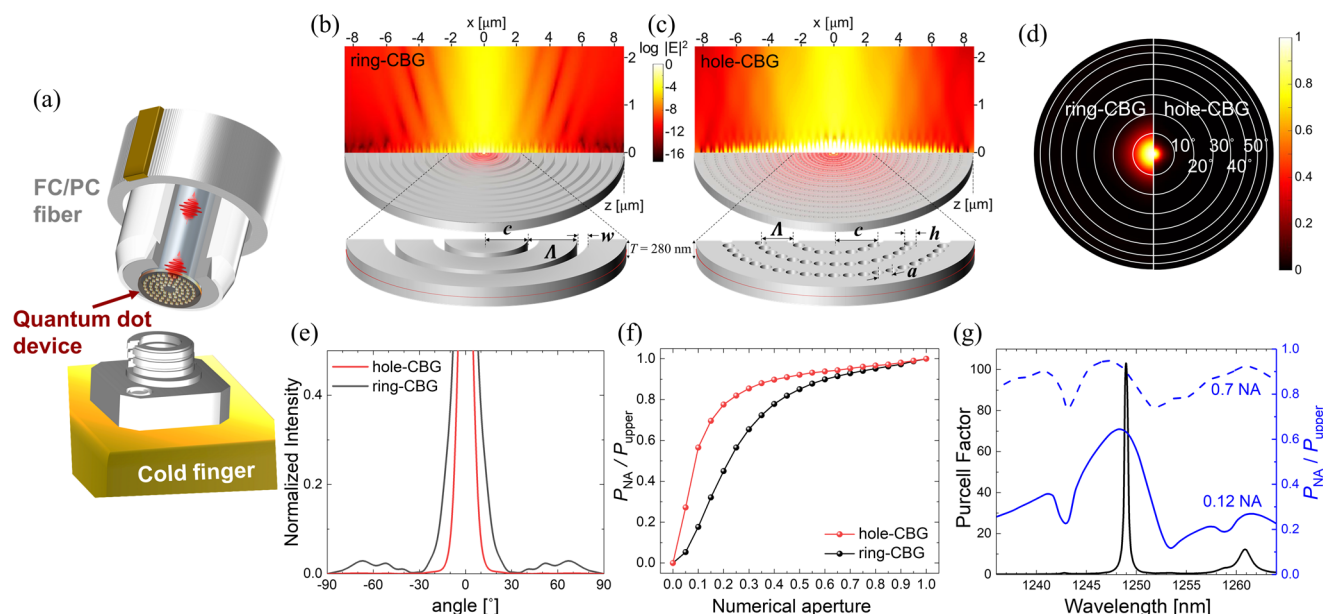 (a)
FC/PC
fiber
Quantum dot
device
Cold finger
(b)
x [μm]
-8 -6 -4 -2 0 2 4 6 8
log |E|²
ring-CBG
2
1
0
0
-4
-8
-12
-16
z [μm]
c
Λ
w
T = 280 nm
(c)
x [μm]
-8 -6 -4 -2 0 2 4 6 8
hole-CBG
2
1
0
z [μm]
Λ
c
h
a
(d)
ring-CBG hole-CBG
10° 30° 50°
20° 40°
1
0.8
0.6
0.4
0.2
0
(e)
Normalized Intensity
0.4
0.2
0.0
hole-CBG
ring-CBG
-90 -60 -30 0 30 60 90
angle [°]
(f)
P_NA / P_upper
1.0
0.8
0.6
0.4
0.2
0.0
hole-CBG
ring-CBG
0.0 0.1 0.2 0.3 0.4 0.5 0.6 0.7 0.8 0.9 1.0
Numerical aperture
(g)
Purcell Factor
100
80
60
40
20
0
0.7 NA
0.12 NA
1.0
0.8
0.6
0.4
0.2
0.0
P_NA / P_upper
1240 1250 1255 1260
Wavelength [nm]